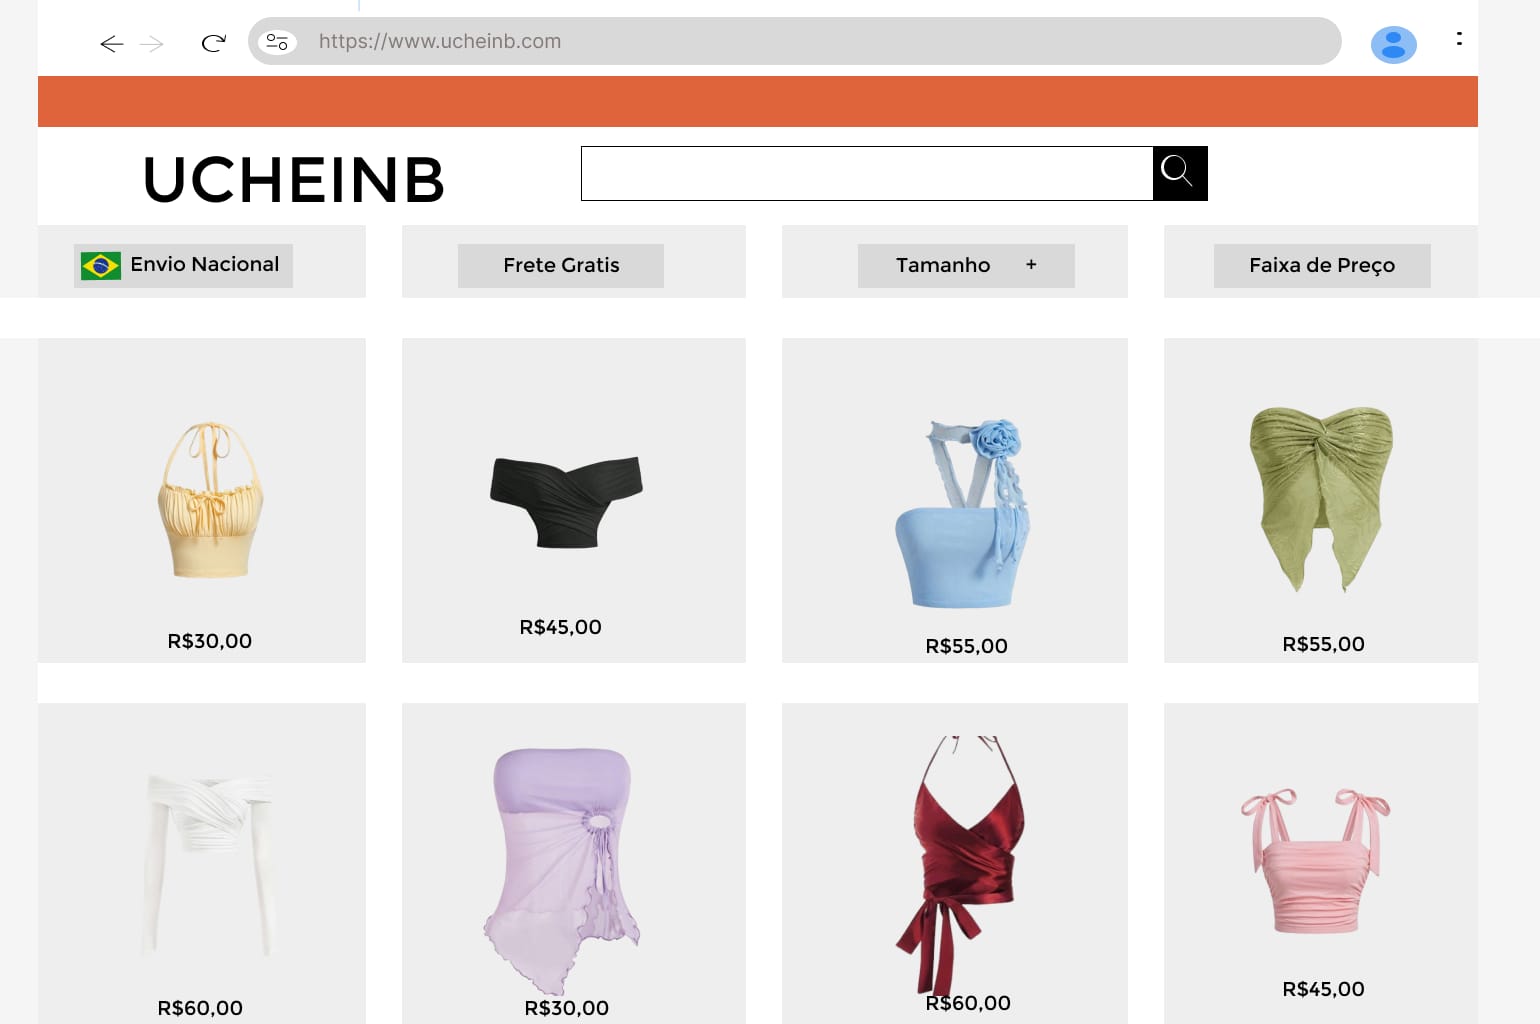 https://www.ucheinb.com
UCHEINB
Envio Nacional
Frete Gratis
Tamanho +
Faixa de Preço
R$30,00
R$45,00
R$55,00
R$55,00
R$60,00
R$30,00
R$60,00
R$45,00